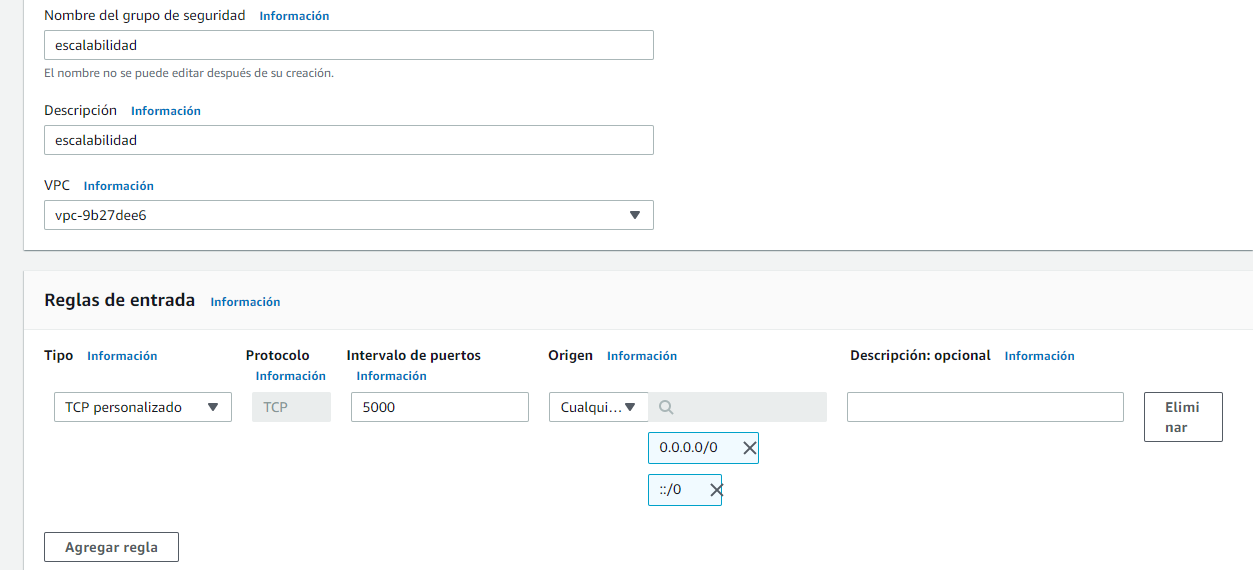 Nombre del grupo de seguridad Información
escalabilidad
El nombre no se puede editar después de su creación.
Descripción Información
escalabilidad
VPC Información
vpc-9b27dee6
Reglas de entrada Información
Tipo Información Protocolo Información Intervalo de puertos Información Origen Información Descripción: opcional Información
TCP personalizado TCP 5000 Cualqui... Elimi
nar
0.0.0.0/0
::/0
Agregar regla